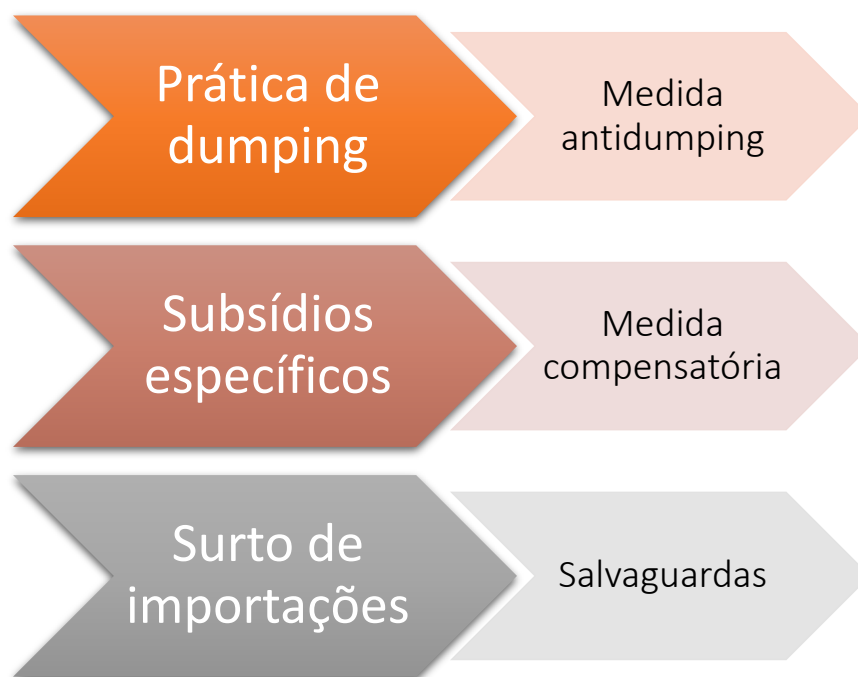 Prática de
dumping
Medida
antidumping
Subsídios
específicos
Medida
compensatória
Surto de
importações
Salvaguardas